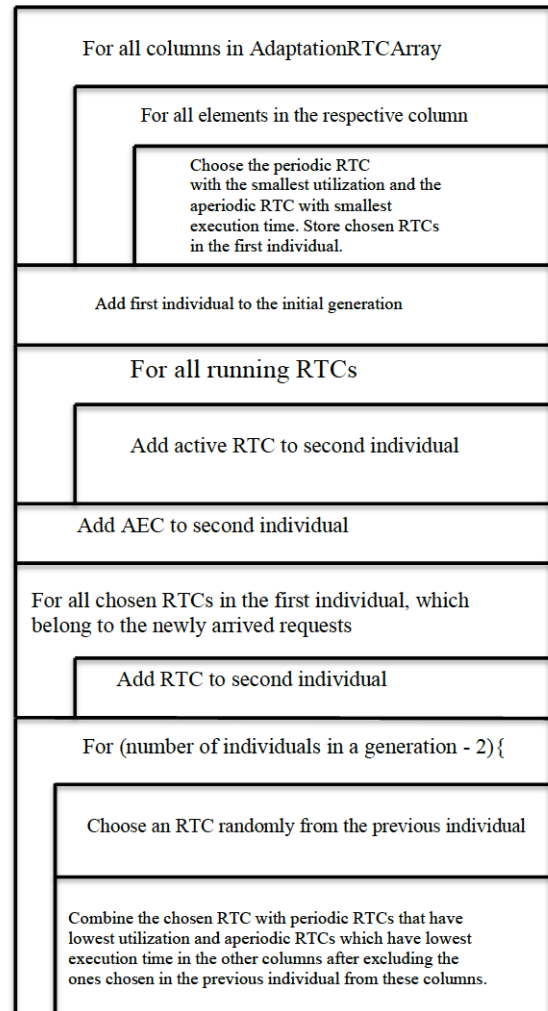 For all columns in AdaptationRTCArray
For all elements in the respective column
Choose the periodic RTC
with the smallest utilization and the
aperiodic RTC with smallest
execution time. Store chosen RTCs
in the first individual.
Add first individual to the initial generation
For all running RTCs
Add active RTC to second individual
Add AEC to second individual
For all chosen RTCs in the first individual, which
belong to the newly arrived requests
Add RTC to second individual
For (number of individuals in a generation - 2){
Choose an RTC randomly from the previous individual
Combine the chosen RTC with periodic RTCs that have
lowest utilization and aperiodic RTCs which have lowest
execution time in the other columns after excluding the
ones chosen in the previous individual from these columns.